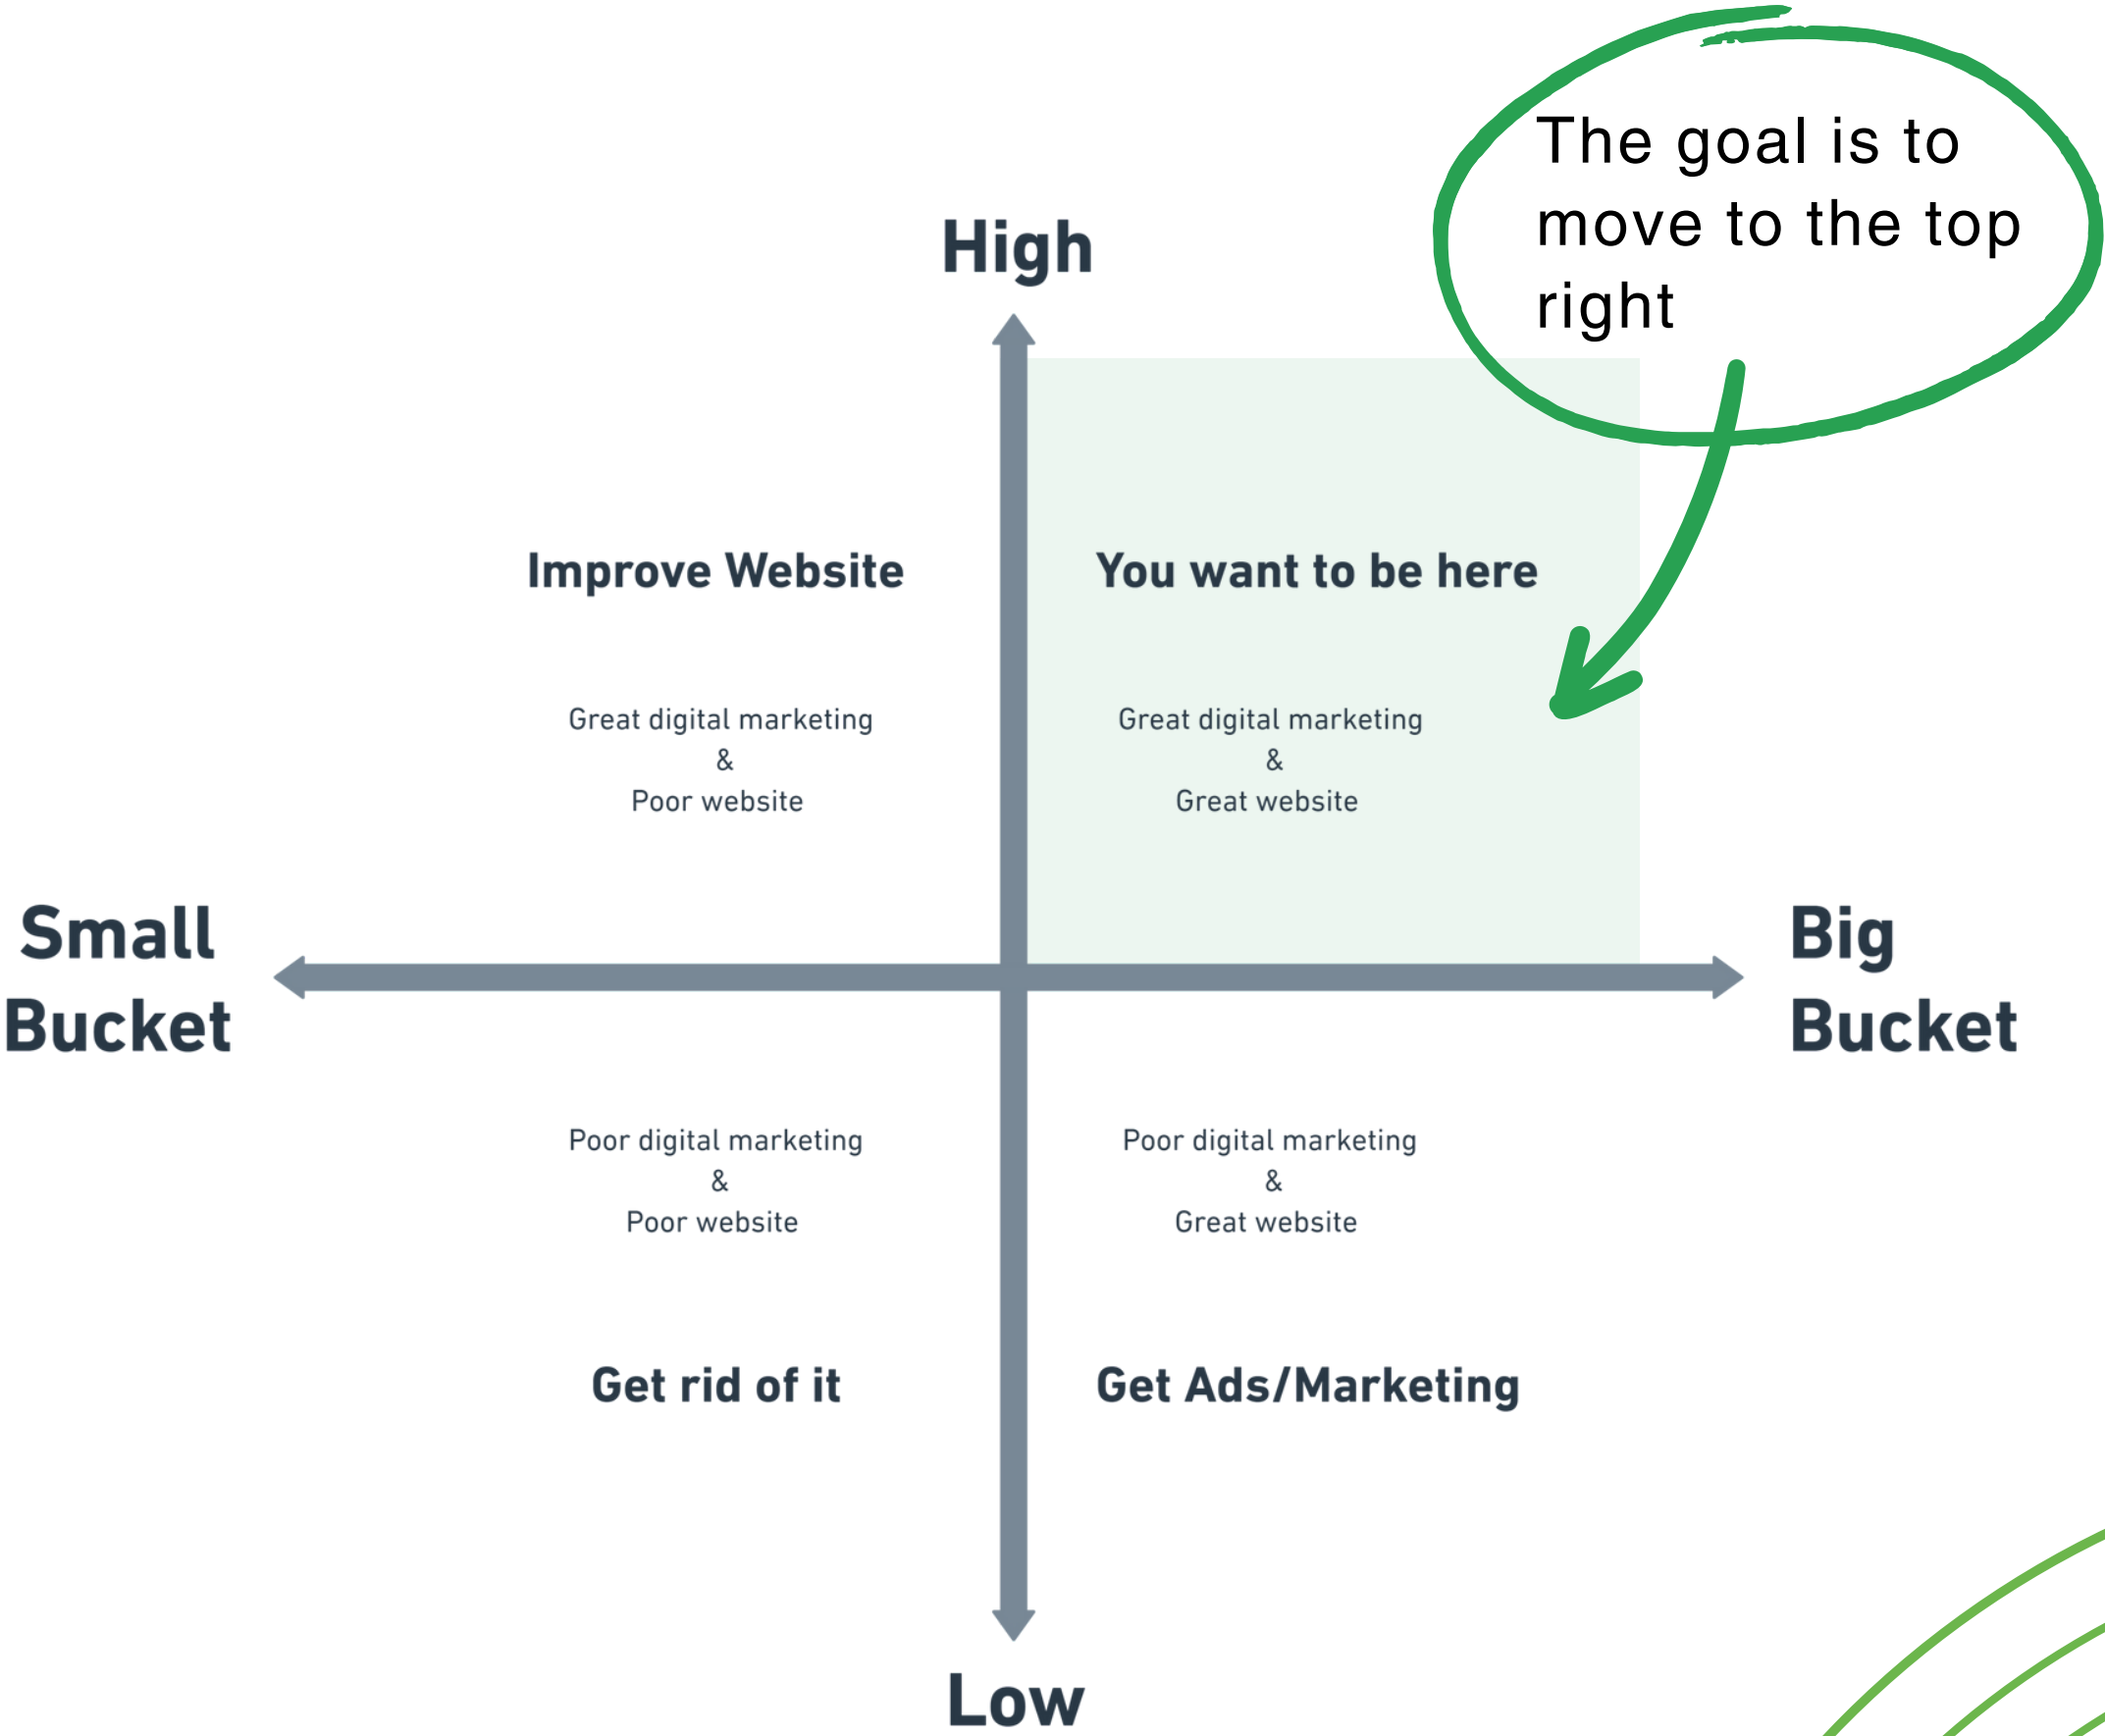 The goal is to
move to the top
right
High
Improve Website
You want to be here
Great digital marketing
&
Poor website
Great digital marketing
&
Great website
Small
Bucket
Big
Bucket
Poor digital marketing
&
Poor website
Poor digital marketing
&
Great website
Get rid of it
Get Ads/Marketing
Low